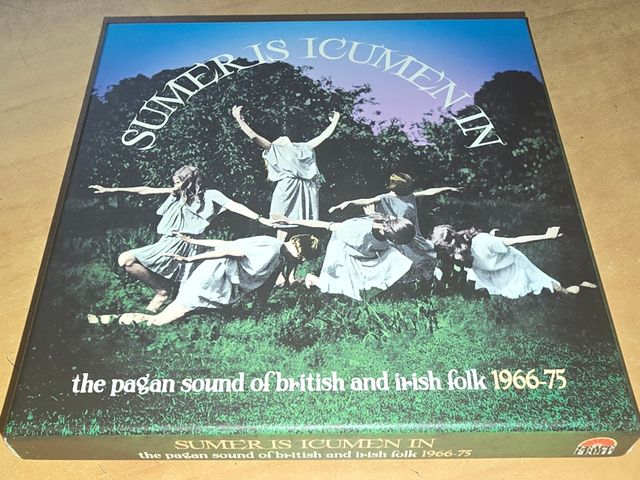 SUMER IS ICUMEN IN
the pagan sound of british and irish folk 1966-75
SUMER IS ICUMEN IN
the pagan sound of british and irish folk 1966-75